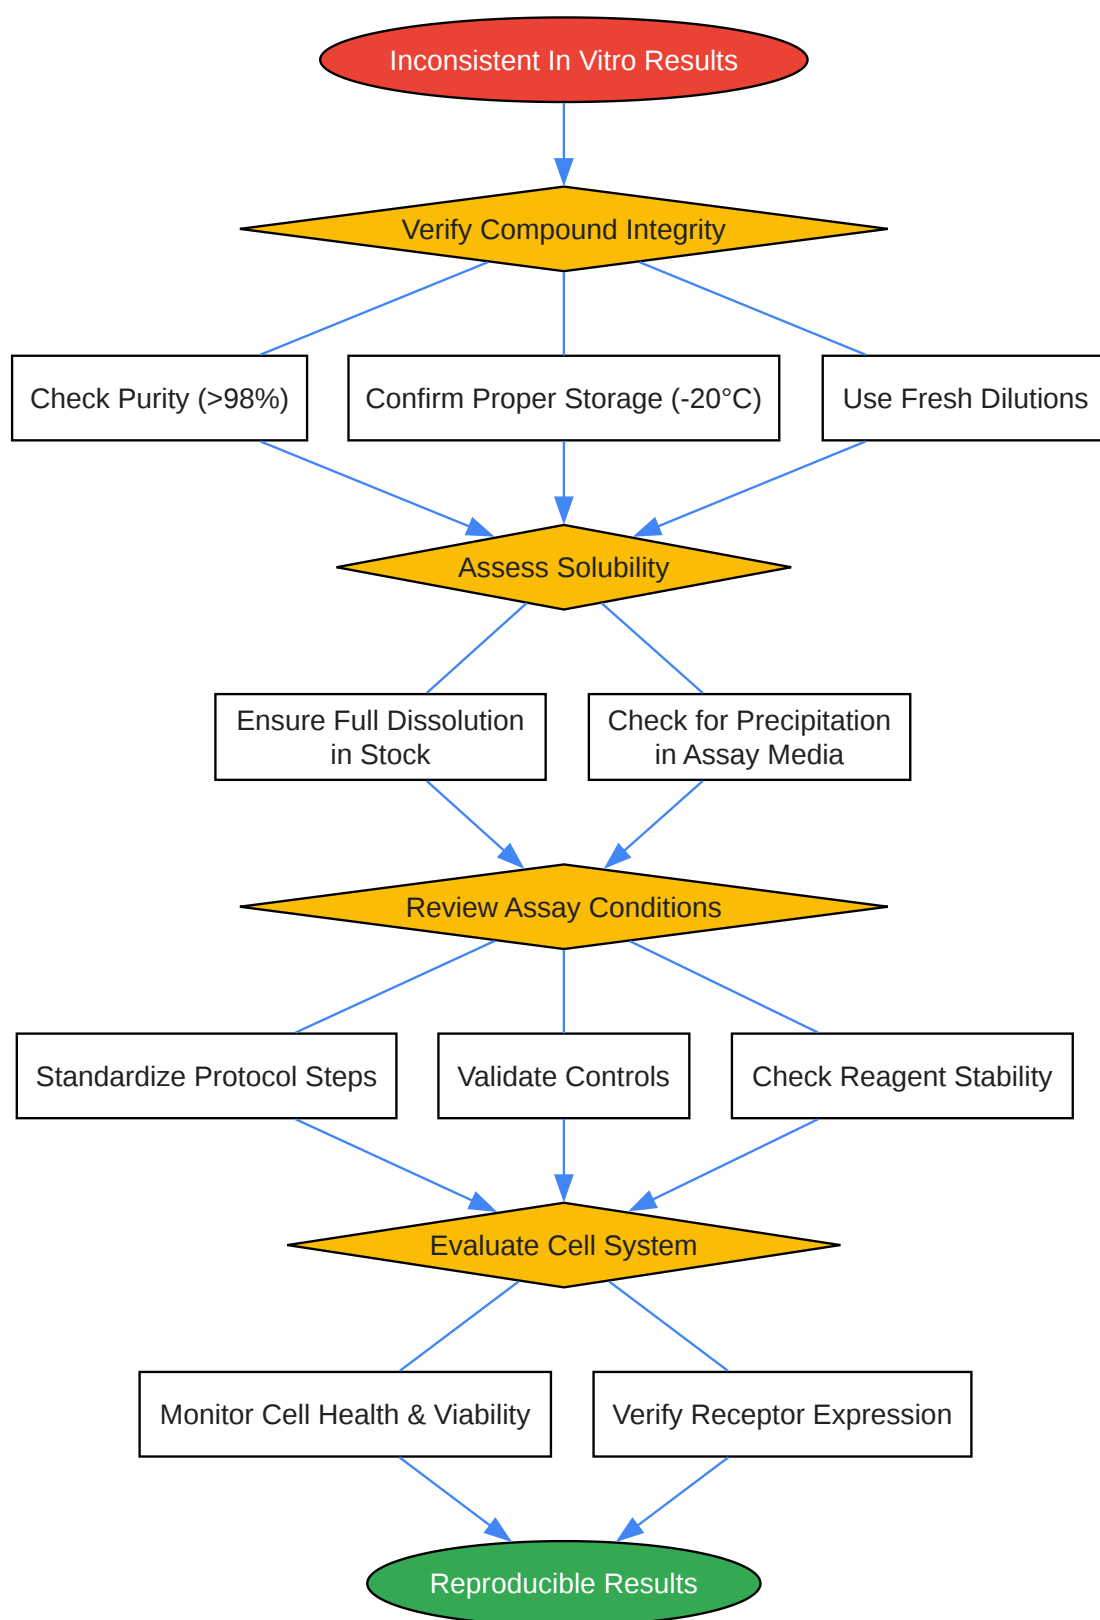 Inconsistent In Vitro Results
Verify Compound Integrity
Check Purity (>98%)
Confirm Proper Storage (-20°C)
Use Fresh Dilutions
Assess Solubility
Ensure Full Dissolution
in Stock
Check for Precipitation
in Assay Media
Review Assay Conditions
Standardize Protocol Steps
Validate Controls
Check Reagent Stability
Evaluate Cell System
Monitor Cell Health & Viability
Verify Receptor Expression
Reproducible Results